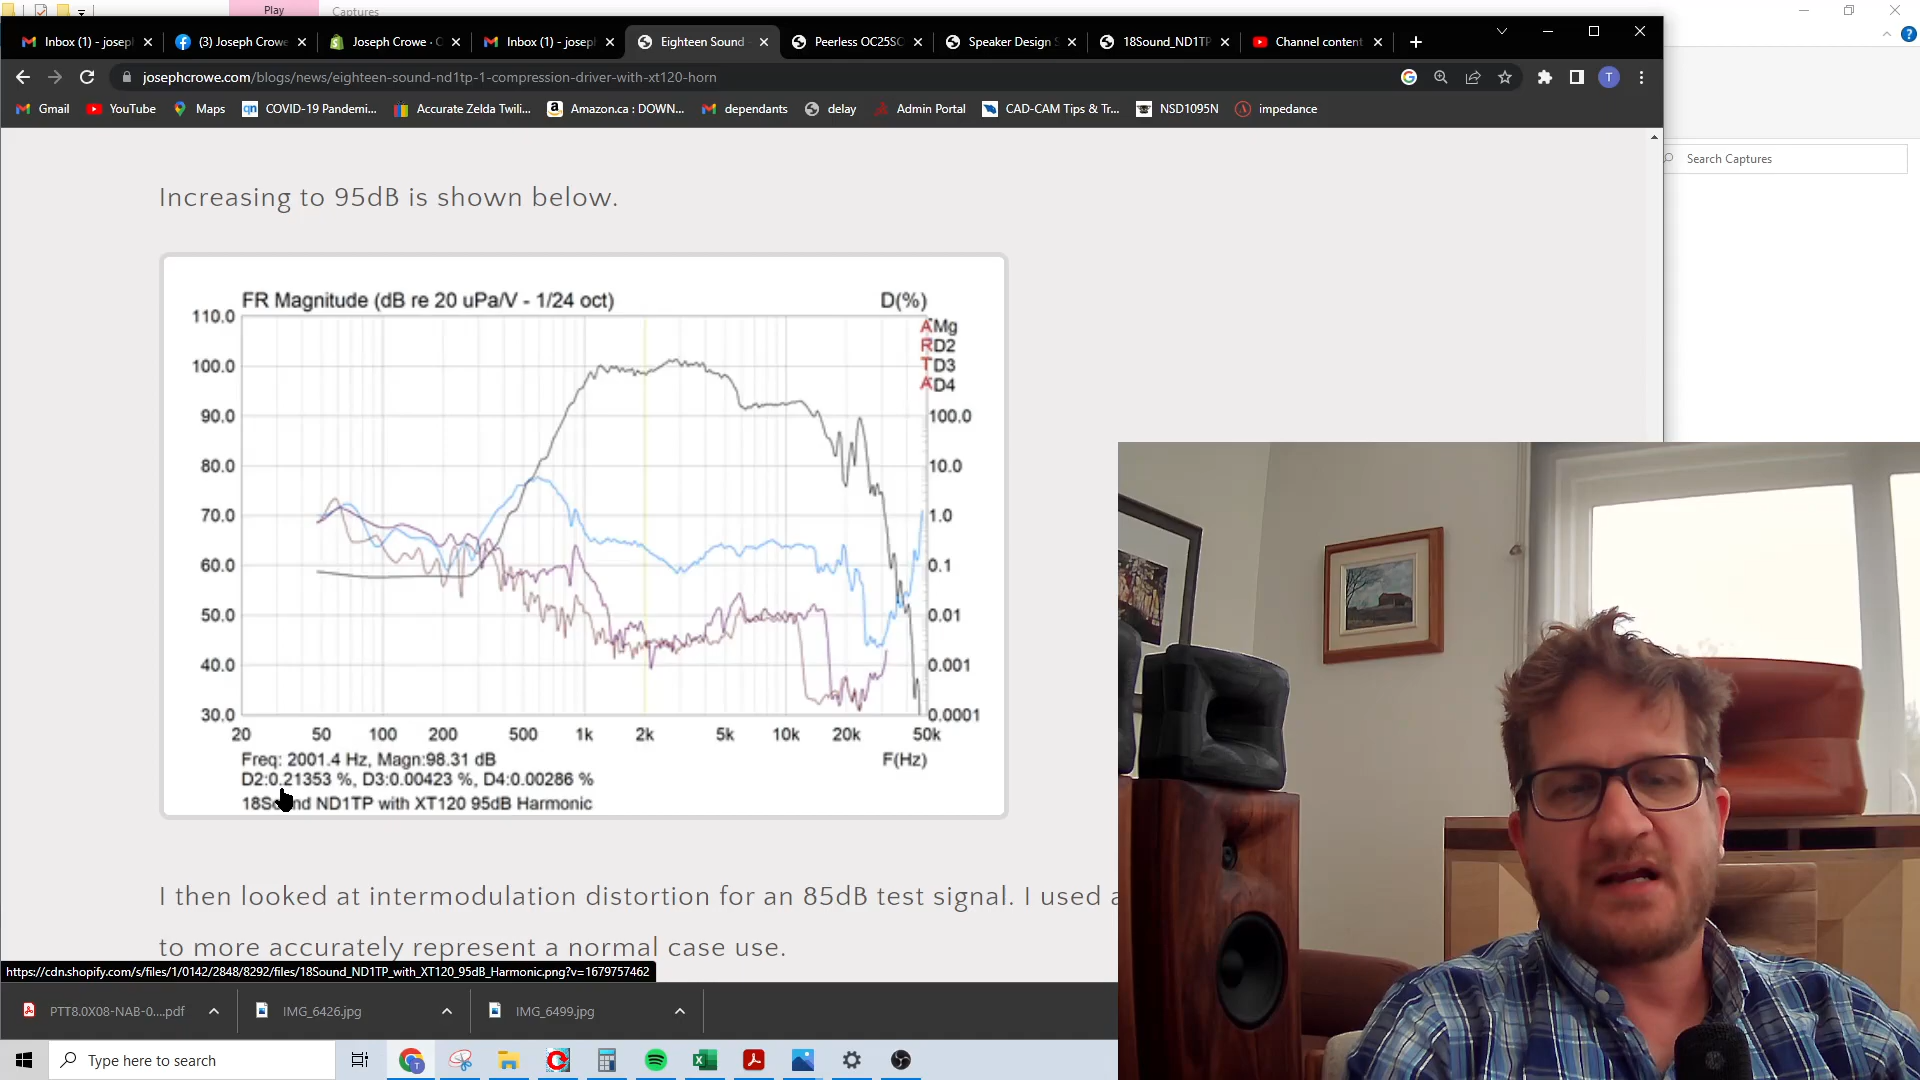 Play
Captures
Inbox (1) - josep
(3) Joseph Crowe
Joseph Crowe · C
Inbox (1) - josep
Eighteen Sound
Peerless OC25SC
Speaker Design S
18Sound_ND1TP
Channel content
josephcrowe.com/blogs/news/eighteen-sound-nd1tp-1-compression-driver-with-xt120-horn
T
Gmail
YouTube
Maps
COVID-19 Pandemi...
Accurate Zelda Twili...
Amazon.ca : DOWN...
dependants
delay
Admin Portal
CAD-CAM Tips & Tr...
NSD1095N
impedance
Search Captures
Increasing to 95dB is shown below.
FR Magnitude (dB re 20 uPa/V - 1/24 oct)
D(%)
110.0
100.0
90.0
80.0
70.0
60.0
50.0
40.0
30.0
A Mg
R D2
T D3
A D4
100.0
10.0
1.0
0.1
0.01
0.001
0.0001
20 50 100 200 500 1k 2k 5k 10k 20k 50k
Freq: 2001.4 Hz, Magn:98.31 dB
F(Hz)
D2:0.21353 %, D3:0.00423 %, D4:0.00286 %
18Sound ND1TP with XT120 95dB Harmonic
I then looked at intermodulation distortion for an 85dB test signal. I used a
to more accurately represent a normal case use.
https://cdn.shopify.com/s/files/1/0142/2848/8292/files/18Sound_ND1TP_with_XT120_95dB_Harmonic.png?v=1679757462
PTT8.0X08-NAB-0....pdf
IMG_6426.jpg
IMG_6499.jpg
Type here to search